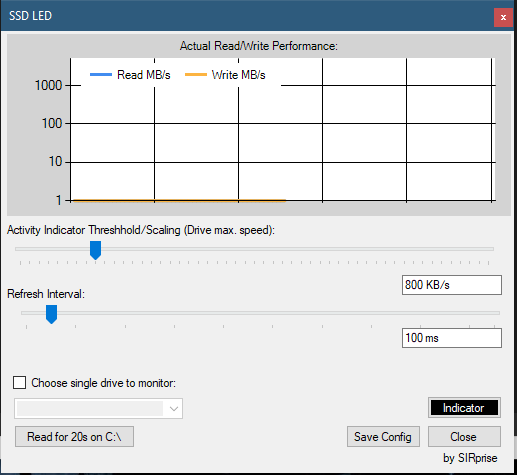 SSD LED
x
Actual Read/Write Performance:
Read MB/s Write MB/s
1000
100
10
1
Activity Indicator Threshhold/Scaling (Drive max. speed):
800 KB/s
Refresh Interval:
100 ms
Choose single drive to monitor:
Indicator
Read for 20s on C:\ Save Config Close
by SIRprise